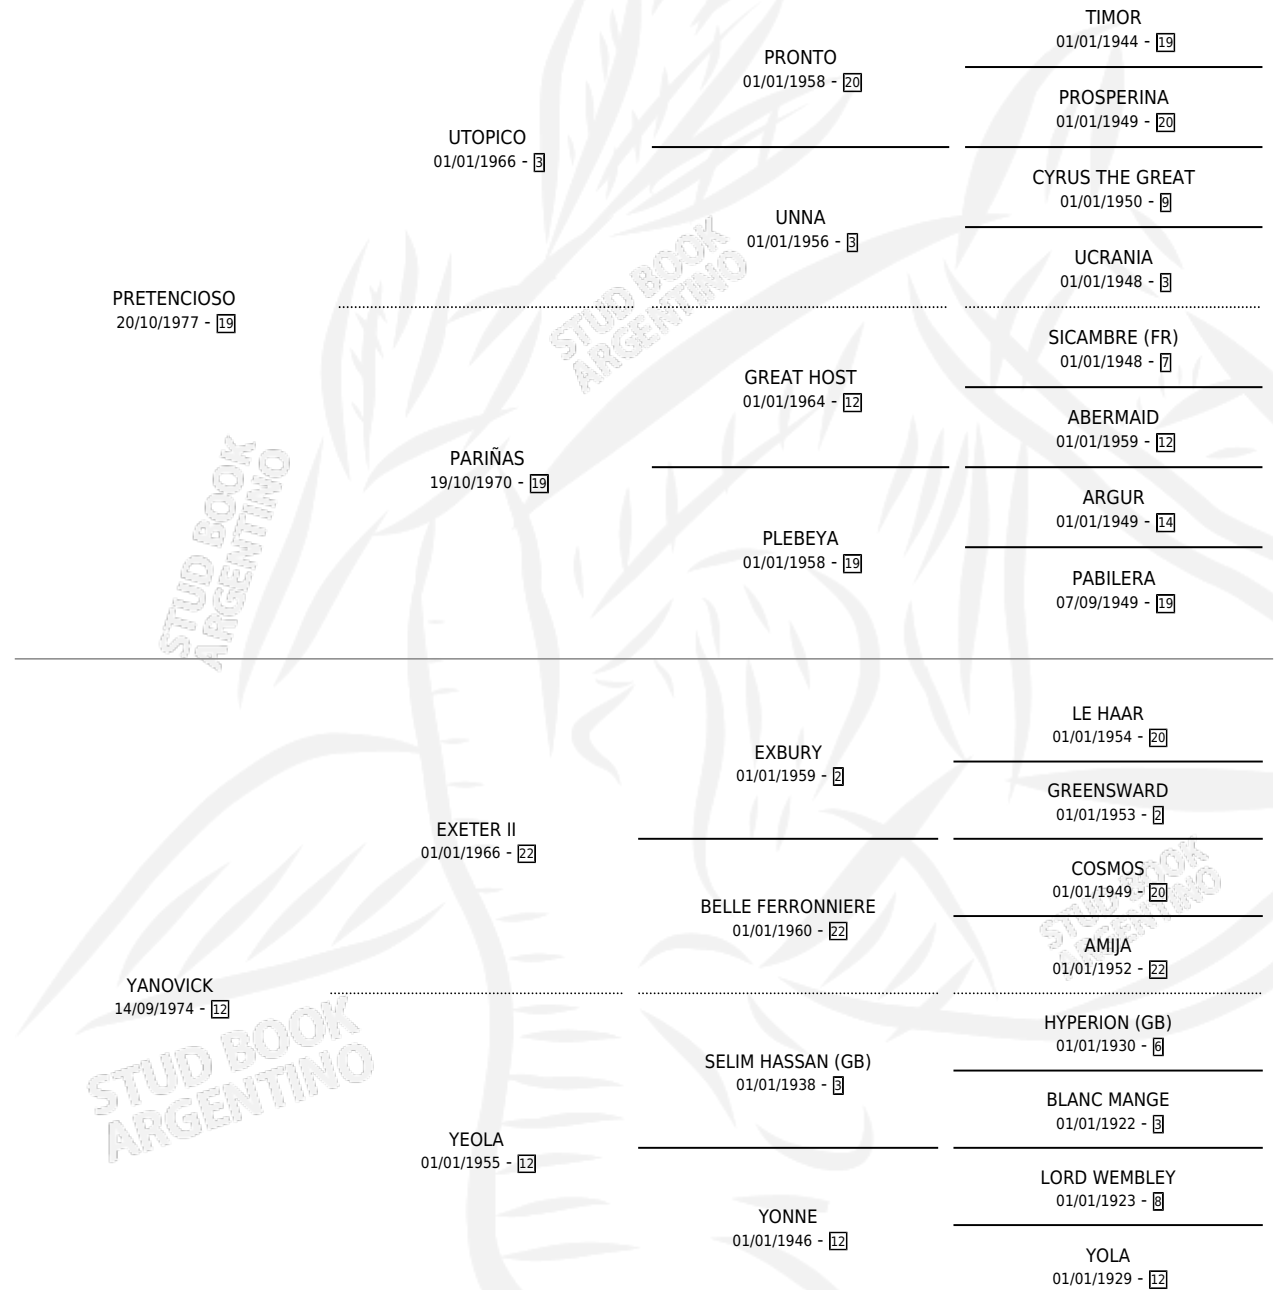 TIMOR
01/01/1944 - 19
PRONTO
01/01/1958 - 20
PROSPERINA
01/01/1949 - 20
UTOPICO
01/01/1966 - 3
CYRUS THE GREAT
01/01/1950 - 9
UNNA
01/01/1956 - 3
UCRANIA
01/01/1948 - 3
PRETENCIOSO
20/10/1977 - 19
STUD BOOK
ARGENTINO
SICAMBRE (FR)
01/01/1948 - 7
GREAT HOST
01/01/1964 - 12
ABERMAID
01/01/1959 - 12
PARIÑAS
19/10/1970 - 19
ARGUR
01/01/1949 - 14
PLEBEYA
01/01/1958 - 19
PABILERA
07/09/1949 - 19
STUD BOOK
ARGENTINO
LE HAAR
01/01/1954 - 20
EXBURY
01/01/1959 - 2
GREENSWARD
01/01/1953 - 2
EXETER II
01/01/1966 - 22
COSMOS
01/01/1949 - 20
BELLE FERRONNIERE
01/01/1960 - 22
AMIJA
01/01/1952 - 22
STUD BOOK
ARGENTINO
YANOVICK
14/09/1974 - 12
HYPERION (GB)
01/01/1930 - 6
SELIM HASSAN (GB)
01/01/1938 - 3
BLANC MANGE
01/01/1922 - 3
YEOLA
01/01/1955 - 12
LORD WEMBLEY
01/01/1923 - 8
YONNE
01/01/1946 - 12
YOLA
01/01/1929 - 12
STUD BOOK
ARGENTINO